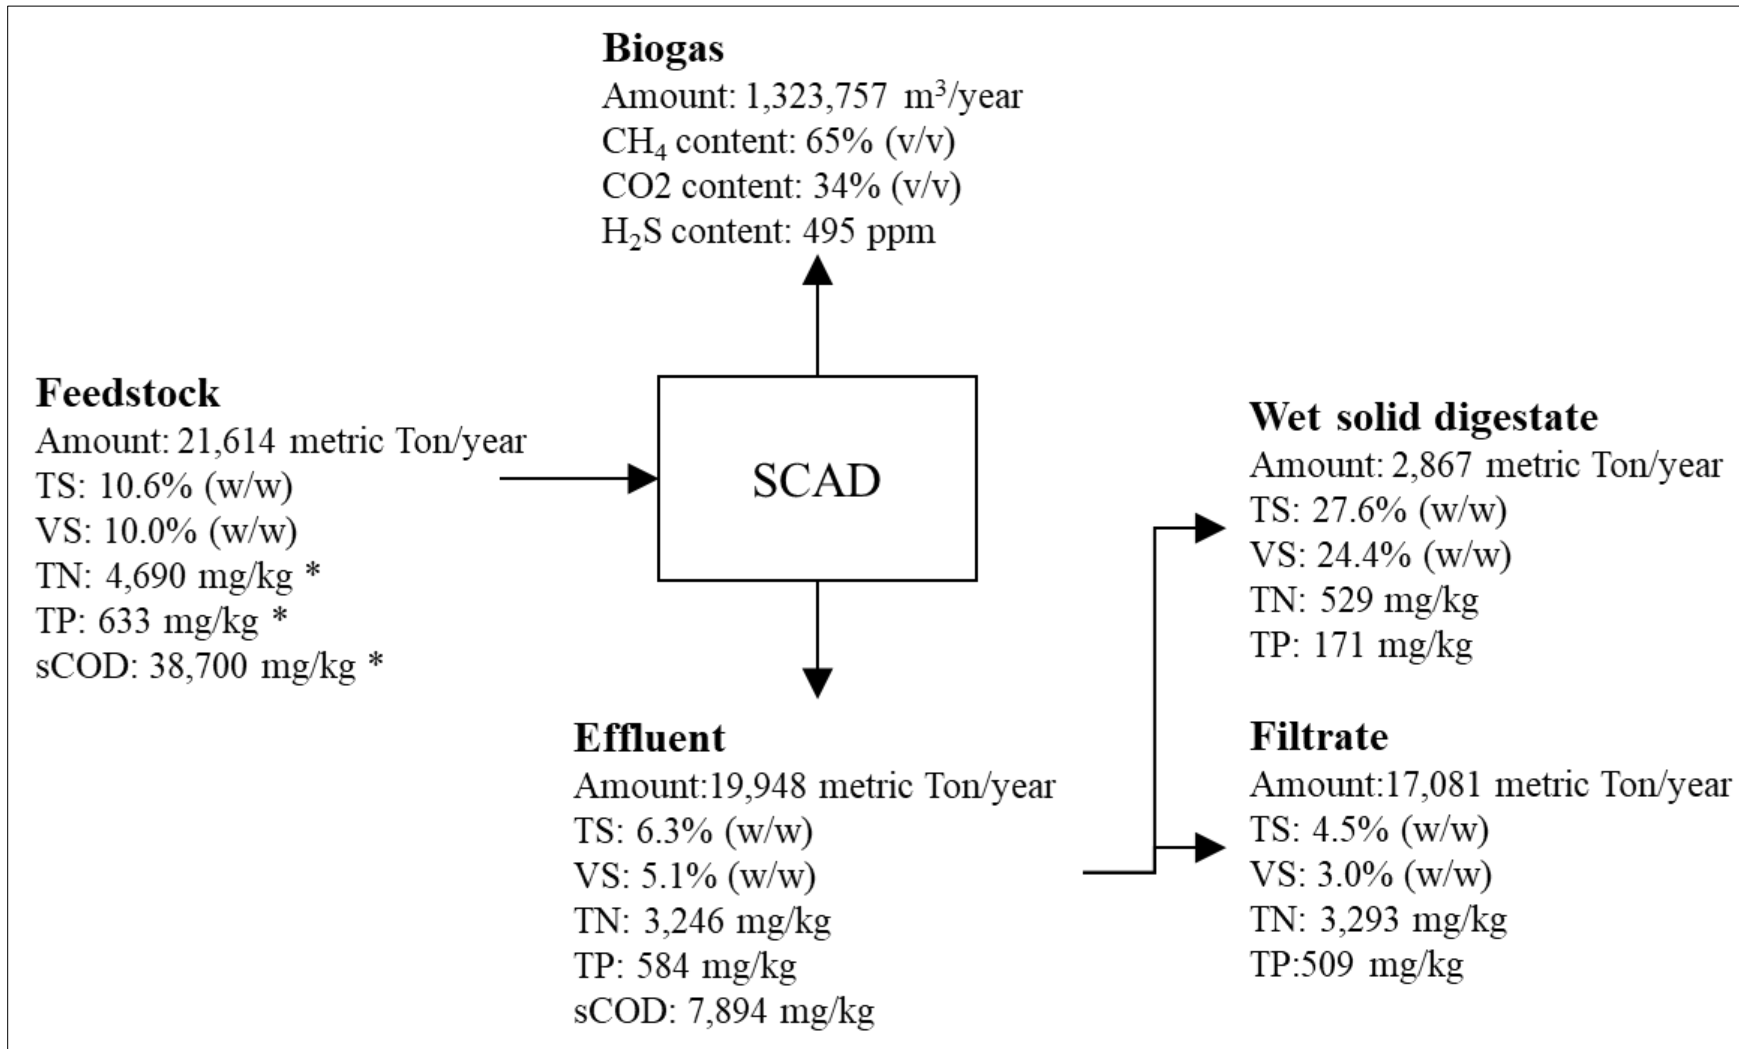 Biogas
Amount: 1,323,757 m³/year
CH₄ content: 65% (v/v)
CO2 content: 34% (v/v)
H₂S content: 495 ppm
Feedstock
Amount: 21,614 metric Ton/year
TS: 10.6% (w/w)
VS: 10.0% (w/w)
TN: 4,690 mg/kg *
TP: 633 mg/kg *
sCOD: 38,700 mg/kg *
SCAD
Effluent
Amount:19,948 metric Ton/year
TS: 6.3% (w/w)
VS: 5.1% (w/w)
TN: 3,246 mg/kg
TP: 584 mg/kg
sCOD: 7,894 mg/kg
Wet solid digestate
Amount: 2,867 metric Ton/year
TS: 27.6% (w/w)
VS: 24.4% (w/w)
TN: 529 mg/kg
TP: 171 mg/kg
Filtrate
Amount:17,081 metric Ton/year
TS: 4.5% (w/w)
VS: 3.0% (w/w)
TN: 3,293 mg/kg
TP:509 mg/kg